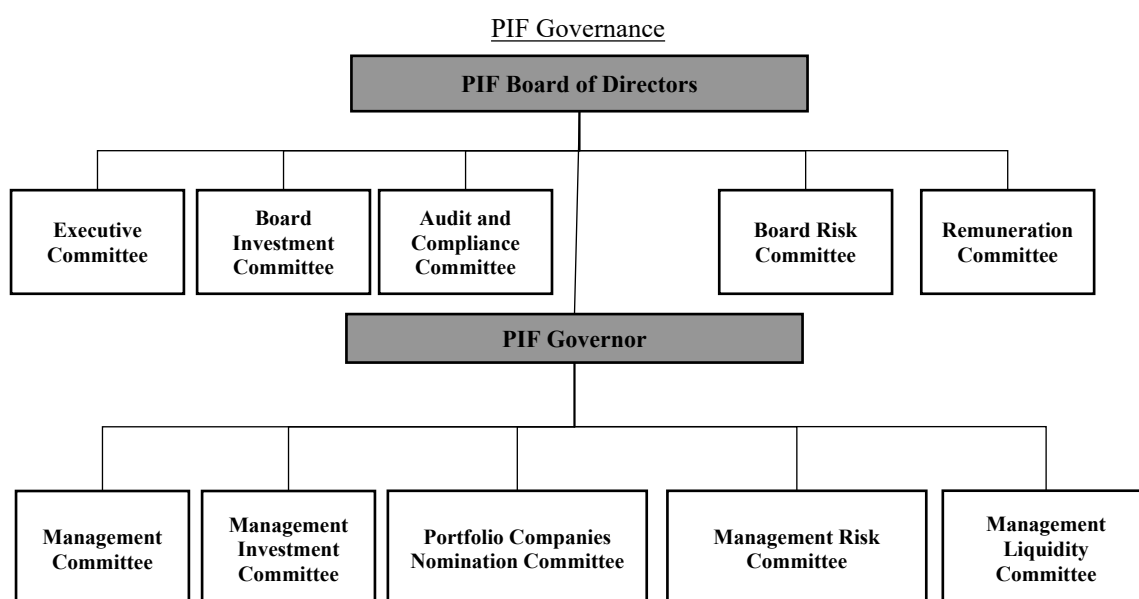 PIF Governance
PIF Board of Directors
Executive
Committee
Board
Investment
Committee
Audit and
Compliance
Committee
Board Risk
Committee
Remuneration
Committee
PIF Governor
Management
Committee
Management
Investment
Committee
Portfolio Companies
Nomination Committee
Management Risk
Committee
Management
Liquidity
Committee